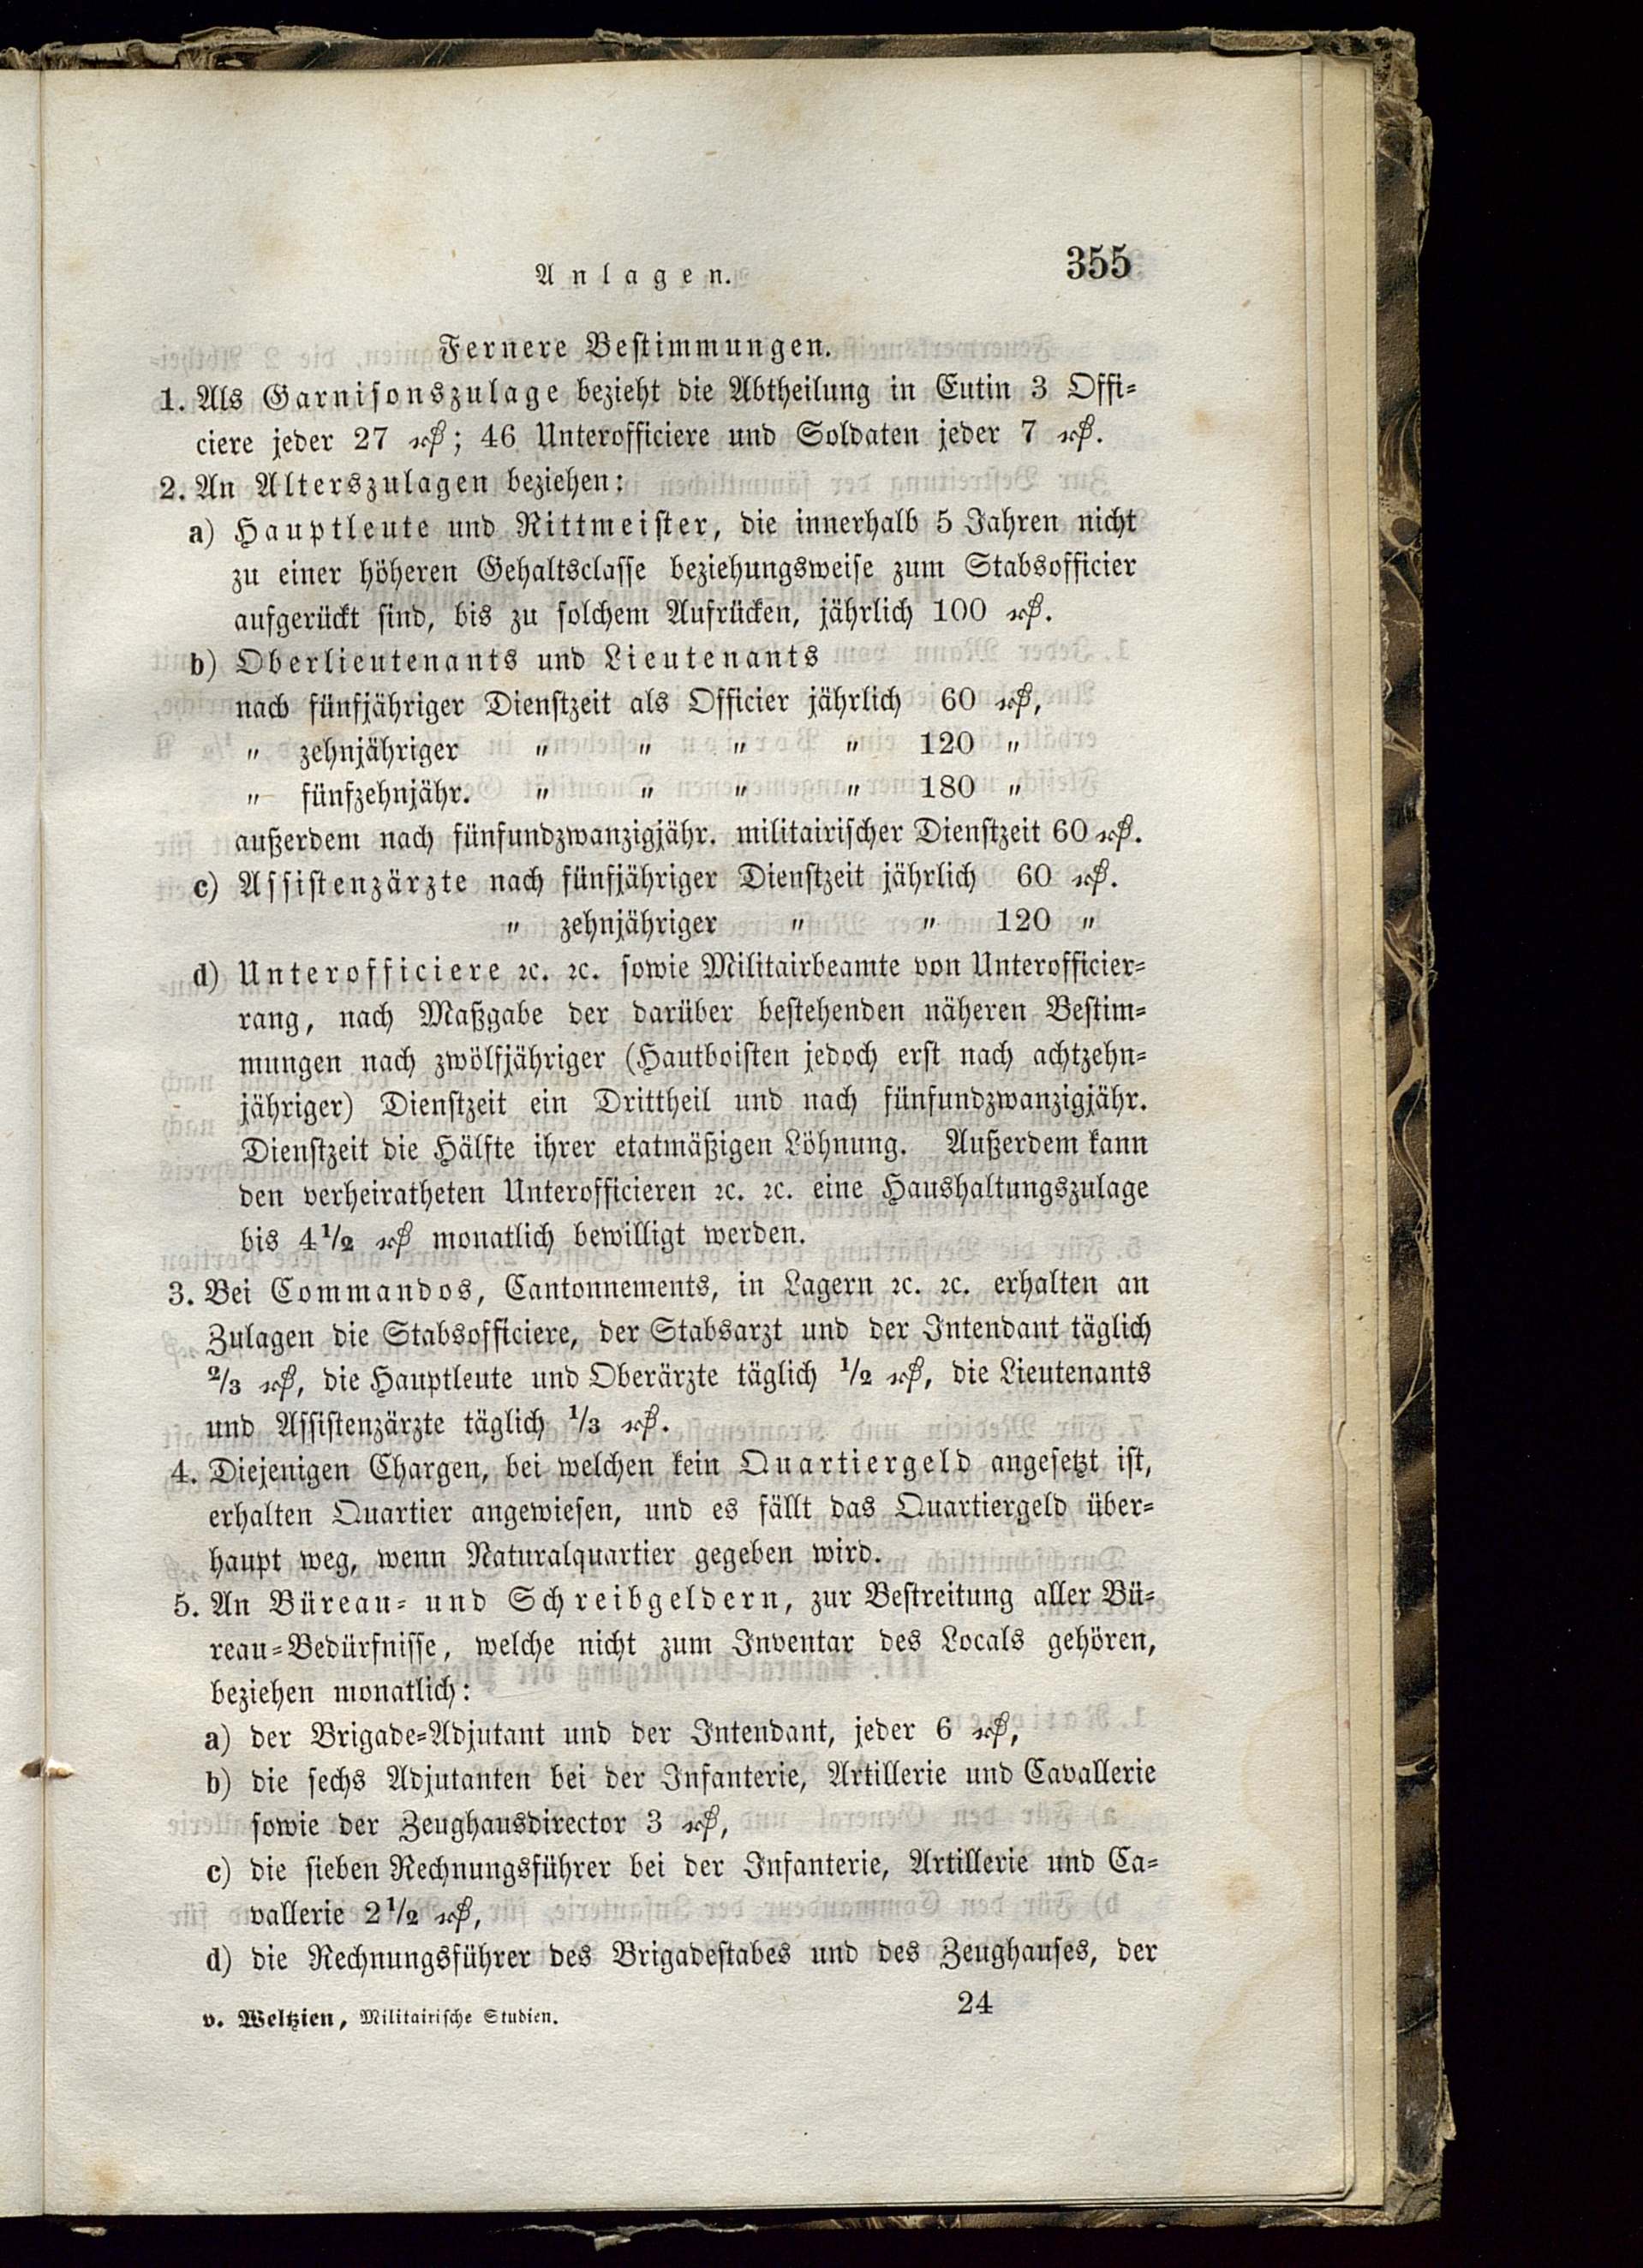 Anlagen.
355
Fernere Bestimmungen.
1. Als Garnisonszulage bezieht die Abtheilung in Eutin 3 Offi-
ciere jeder 27 ₰; 46 Unterofficiere und Soldaten jeder 7 ₰.
2. An Alterszulagen beziehen:
a) Hauptleute und Rittmeister, die innerhalb 5 Jahren nicht
zu einer höheren Gehaltsclasse beziehungsweise zum Stabsofficier
aufgerückt sind, bis zu solchem Aufrücken, jährlich 100 ₰.
b) Oberlieutenants und Lieutenants
nach fünfjähriger Dienstzeit als Officier jährlich 60 ₰,
" zehnjähriger " " " " 120 "
" fünfzehnjähr. " " " " 180 "
außerdem nach fünfundzwanzigjähr. militairischer Dienstzeit 60 ₰.
c) Assistenzärzte nach fünfjähriger Dienstzeit jährlich 60 ₰.
" zehnjähriger " " 120 "
d) Unterofficiere ꝛc. ꝛc. sowie Militairbeamte von Unterofficier-
rang, nach Maßgabe der darüber bestehenden näheren Bestim-
mungen nach zwölfjähriger (Hautboisten jedoch erst nach achtzehn-
jähriger) Dienstzeit ein Drittheil und nach fünfundzwanzigjähr.
Dienstzeit die Hälfte ihrer etatmäßigen Löhnung. Außerdem kann
den verheiratheten Unterofficieren ꝛc. ꝛc. eine Haushaltungszulage
bis 4 1/2 ₰ monatlich bewilligt werden.
3. Bei Commandos, Cantonnements, in Lagern ꝛc. ꝛc. erhalten an
Zulagen die Stabsofficiere, der Stabsarzt und der Intendant täglich
2/3 ₰, die Hauptleute und Oberärzte täglich 1/2 ₰, die Lieutenants
und Assistenzärzte täglich 1/3 ₰.
4. Diejenigen Chargen, bei welchen kein Quartiergeld angesetzt ist,
erhalten Quartier angewiesen, und es fällt das Quartiergeld über-
haupt weg, wenn Naturalquartier gegeben wird.
5. An Büreau- und Schreibgeldern, zur Bestreitung aller Bü-
reau-Bedürfnisse, welche nicht zum Inventar des Locals gehören,
beziehen monatlich:
a) der Brigade-Adjutant und der Intendant, jeder 6 ₰,
b) die sechs Adjutanten bei der Infanterie, Artillerie und Cavallerie
sowie der Zeughausdirector 3 ₰,
c) die sieben Rechnungsführer bei der Infanterie, Artillerie und Ca-
vallerie 2 1/2 ₰,
d) die Rechnungsführer des Brigadestabes und des Zeughauses, der
v. Weltzien, Militairische Studien.
24